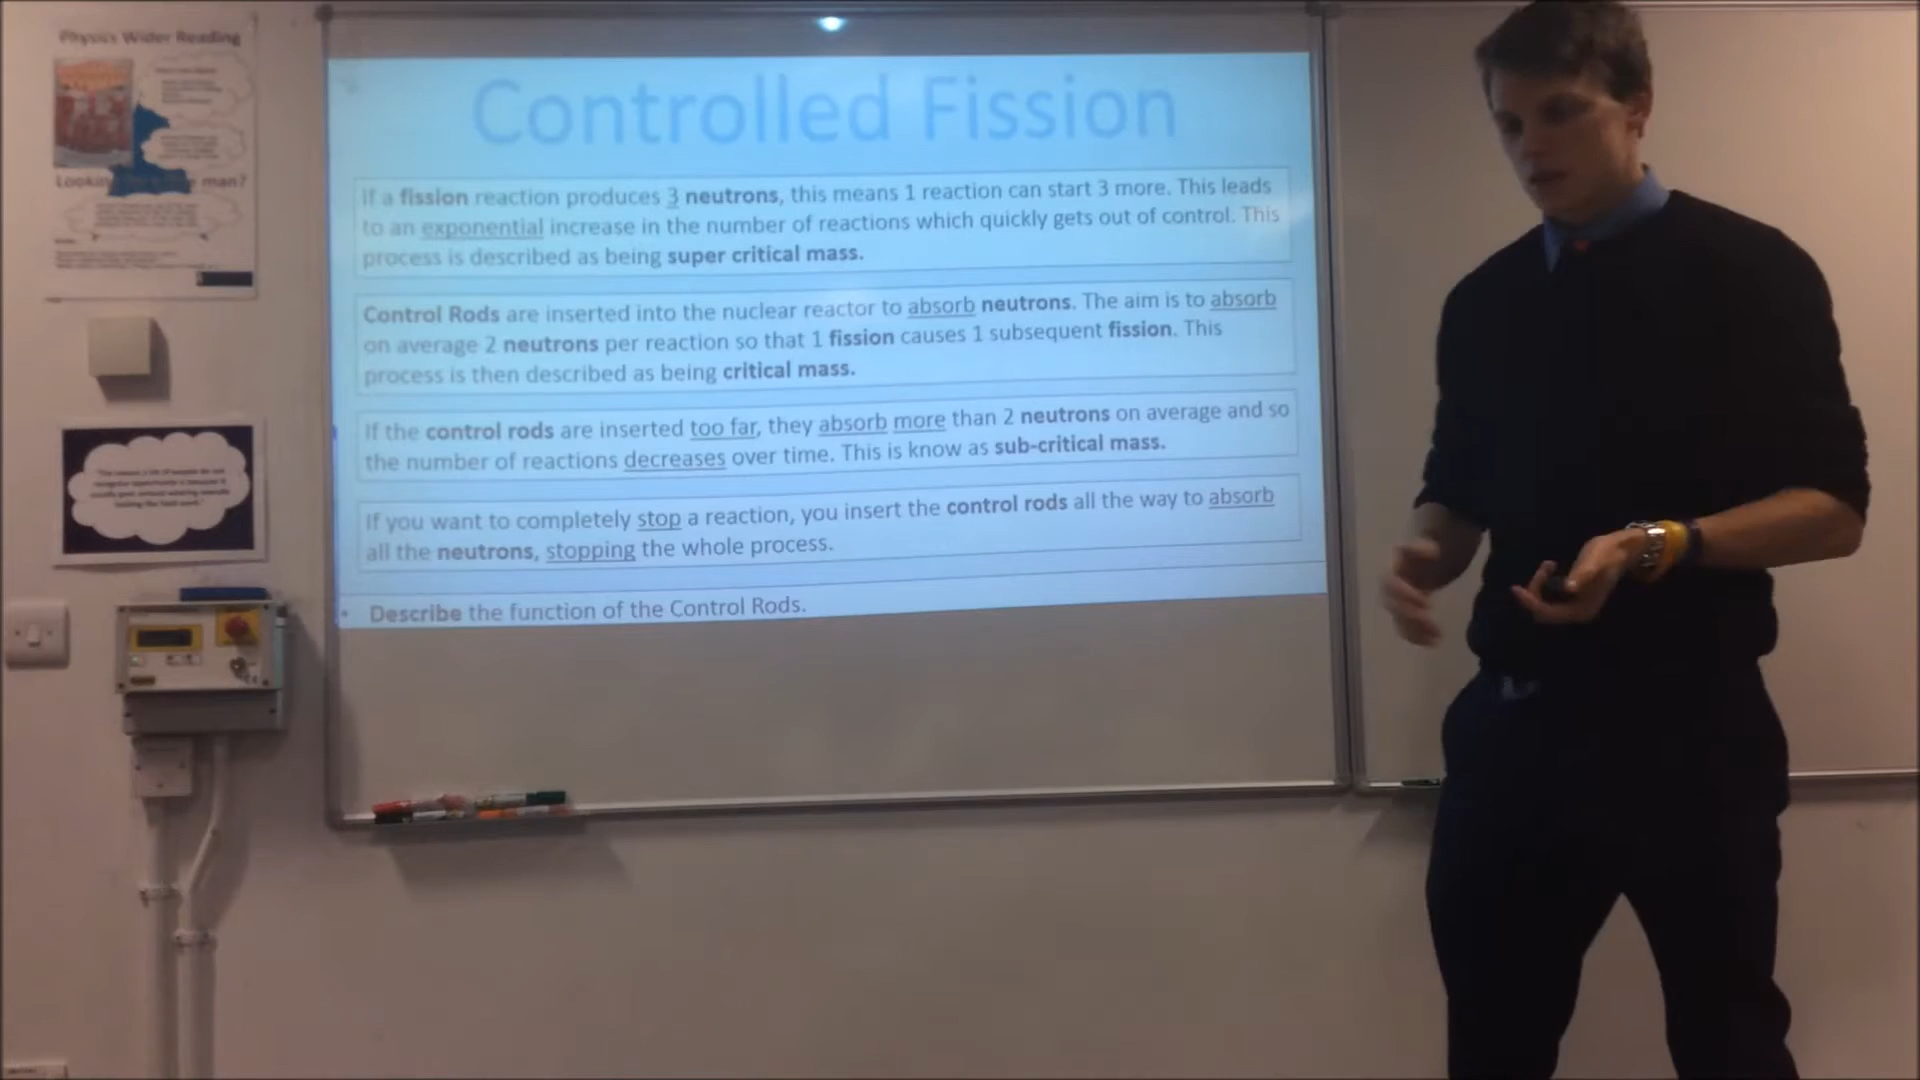 Physics Wider Reading
man?
Controlled Fission
If a fission reaction produces 3 neutrons, this means 1 reaction can start 3 more. This leads
to an exponential increase in the number of reactions which quickly gets out of control. This
process is described as being super critical mass.
Control Rods are inserted into the nuclear reactor to absorb neutrons. The aim is to absorb
on average 2 neutrons per reaction so that 1 fission causes 1 subsequent fission. This
process is then described as being critical mass.
If the control rods are inserted too far, they absorb more than 2 neutrons on average and so
the number of reactions decreases over time. This is know as sub-critical mass.
If you want to completely stop a reaction, you insert the control rods all the way to absorb
all the neutrons, stopping the whole process.
• Describe the function of the Control Rods.